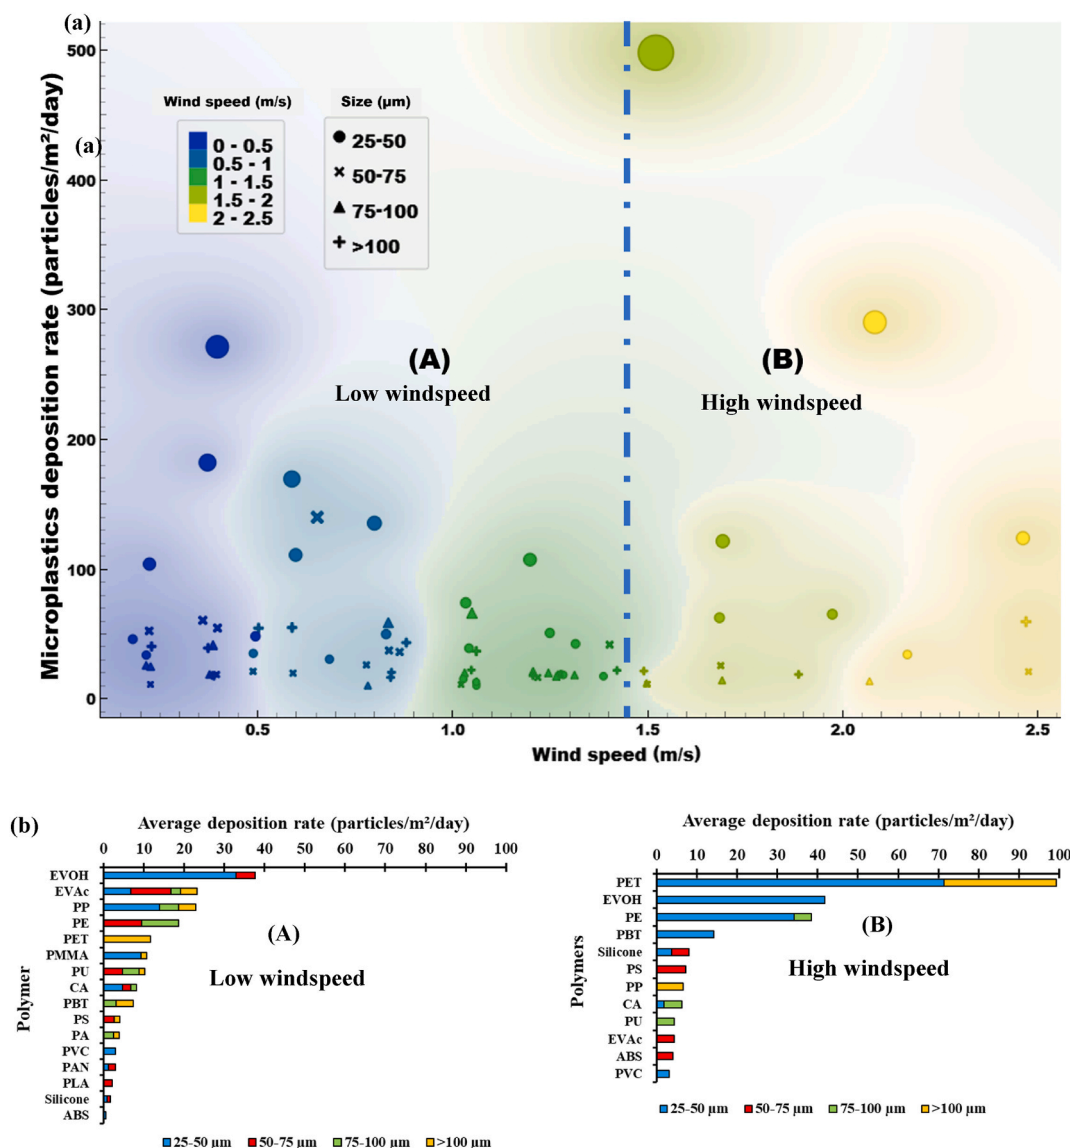 (a)
Microplastics deposition rate (particles/m²/day)
500
400
300
200
100
0
Wind speed (m/s)
0 - 0.5
0.5 - 1
1 - 1.5
1.5 - 2
2 - 2.5
(a)
Size (µm)
25-50
50-75
75-100
>100
(A)
Low windspeed
(B)
High windspeed
0.5
1.0
1.5
2.0
2.5
Wind speed (m/s)
(b)
Average deposition rate (particles/m²/day)
0 10 20 30 40 50 60 70 80 90 100
Polymer
EVOH
EVAc
PP
PE
PET
PMMA
PU
CA
PBT
PS
PA
PVC
PAN
PLA
Silicone
ABS
(A)
Low windspeed
25-50 µm 50-75 µm 75-100 µm >100 µm
Average deposition rate (particles/m²/day)
0 10 20 30 40 50 60 70 80 90 100
Polymers
PET
EVOH
PE
PBT
Silicone
PS
PP
CA
PU
EVAc
ABS
PVC
(B)
High windspeed
25-50 µm 50-75 µm 75-100 µm >100 µm